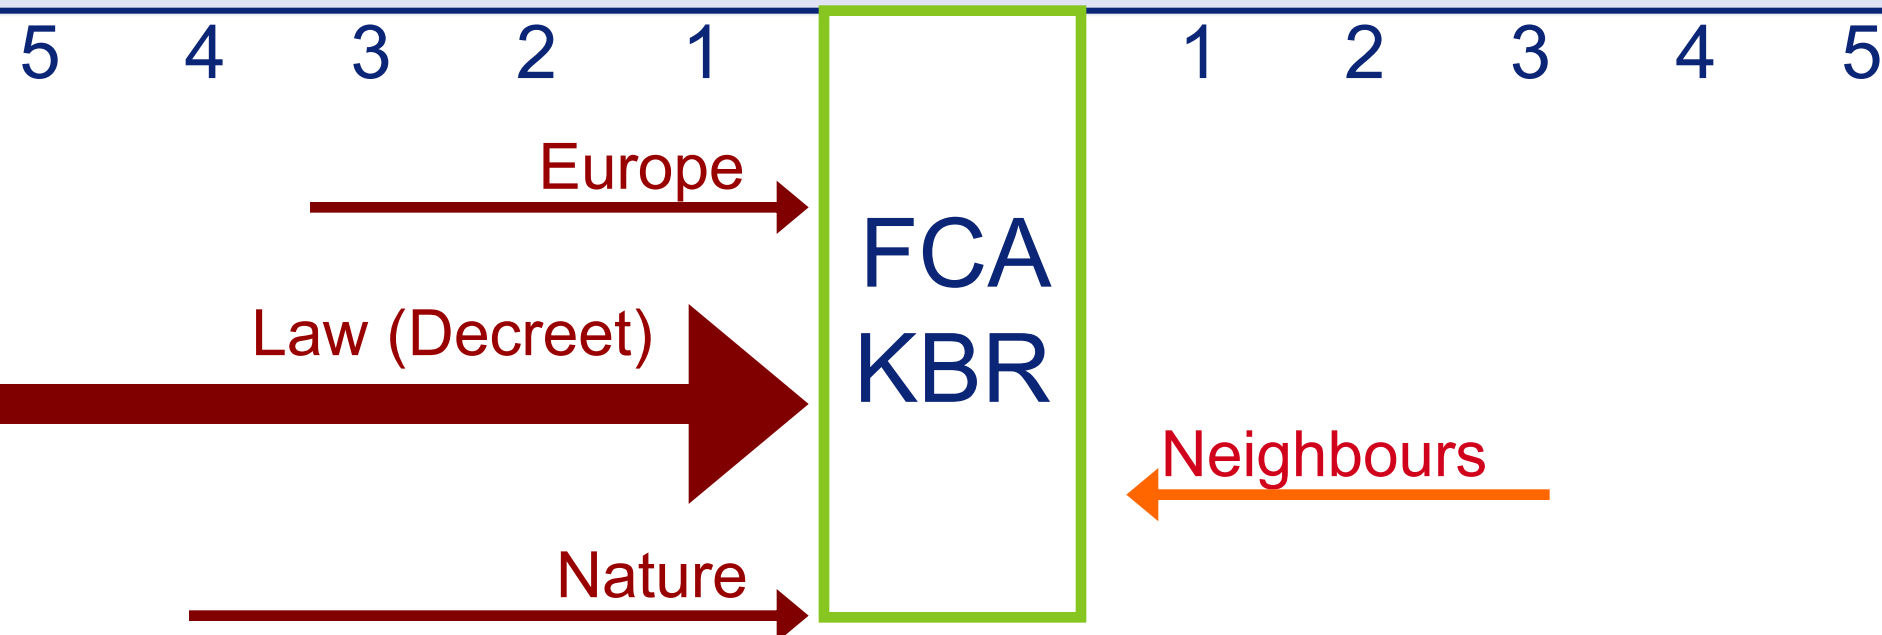 5 4 3 2 1 1 2 3 4 5
Europe
FCA
Law (Decreet)
KBR
Neighbours
Nature